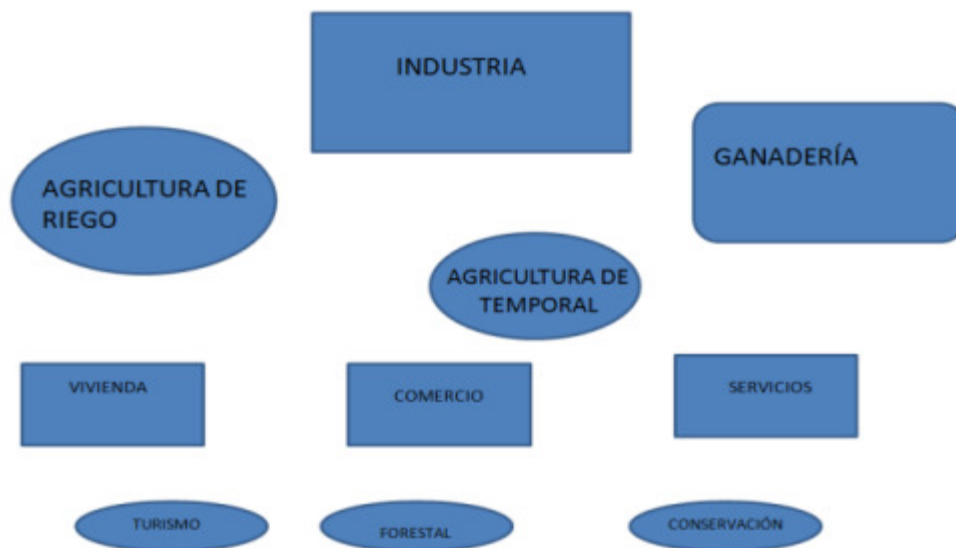 INDUSTRIA
GANADERÍA
AGRICULTURA DE
RIEGO
AGRICULTURA DE
TEMPORAL
VIVIENDA
COMERCIO
SERVICIOS
TURISMO
FORESTAL
CONSERVACIÓN